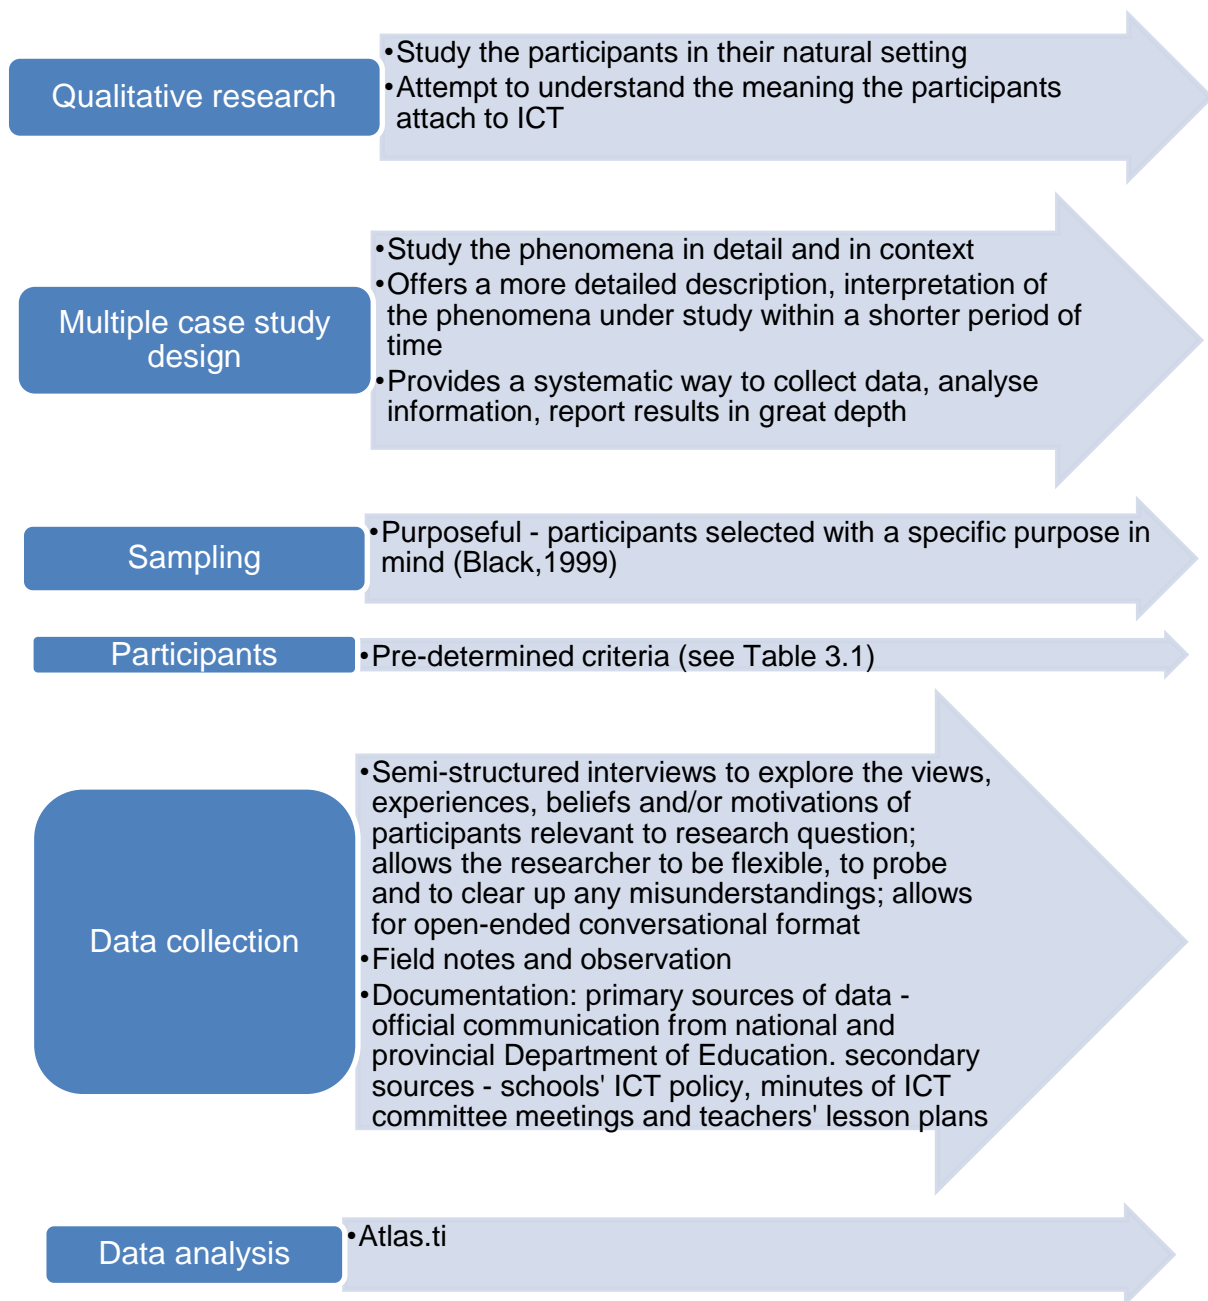 Qualitative research
•Study the participants in their natural setting
•Attempt to understand the meaning the participants
attach to ICT
Multiple case study
design
•Study the phenomena in detail and in context
•Offers a more detailed description, interpretation of
the phenomena under study within a shorter period of
time
•Provides a systematic way to collect data, analyse
information, report results in great depth
Sampling
•Purposeful - participants selected with a specific purpose in
mind (Black,1999)
Participants
•Pre-determined criteria (see Table 3.1)
Data collection
•Semi-structured interviews to explore the views,
experiences, beliefs and/or motivations of
participants relevant to research question;
allows the researcher to be flexible, to probe
and to clear up any misunderstandings; allows
for open-ended conversational format
•Field notes and observation
•Documentation: primary sources of data -
official communication from national and
provincial Department of Education. secondary
sources - schools' ICT policy, minutes of ICT
committee meetings and teachers' lesson plans
Data analysis
•Atlas.ti